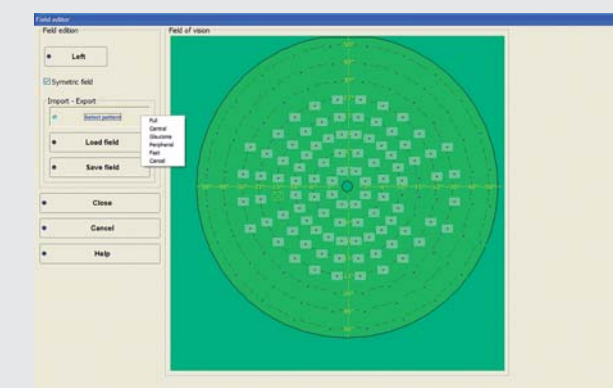 Field editor
Field edition
Left
Symetric field
Import - Export
Select pattern
Load field
Save field
Close
Cancel
Help
Full
Central
Glaucoma
Peripheral
Fast
Cancel
Field of vision